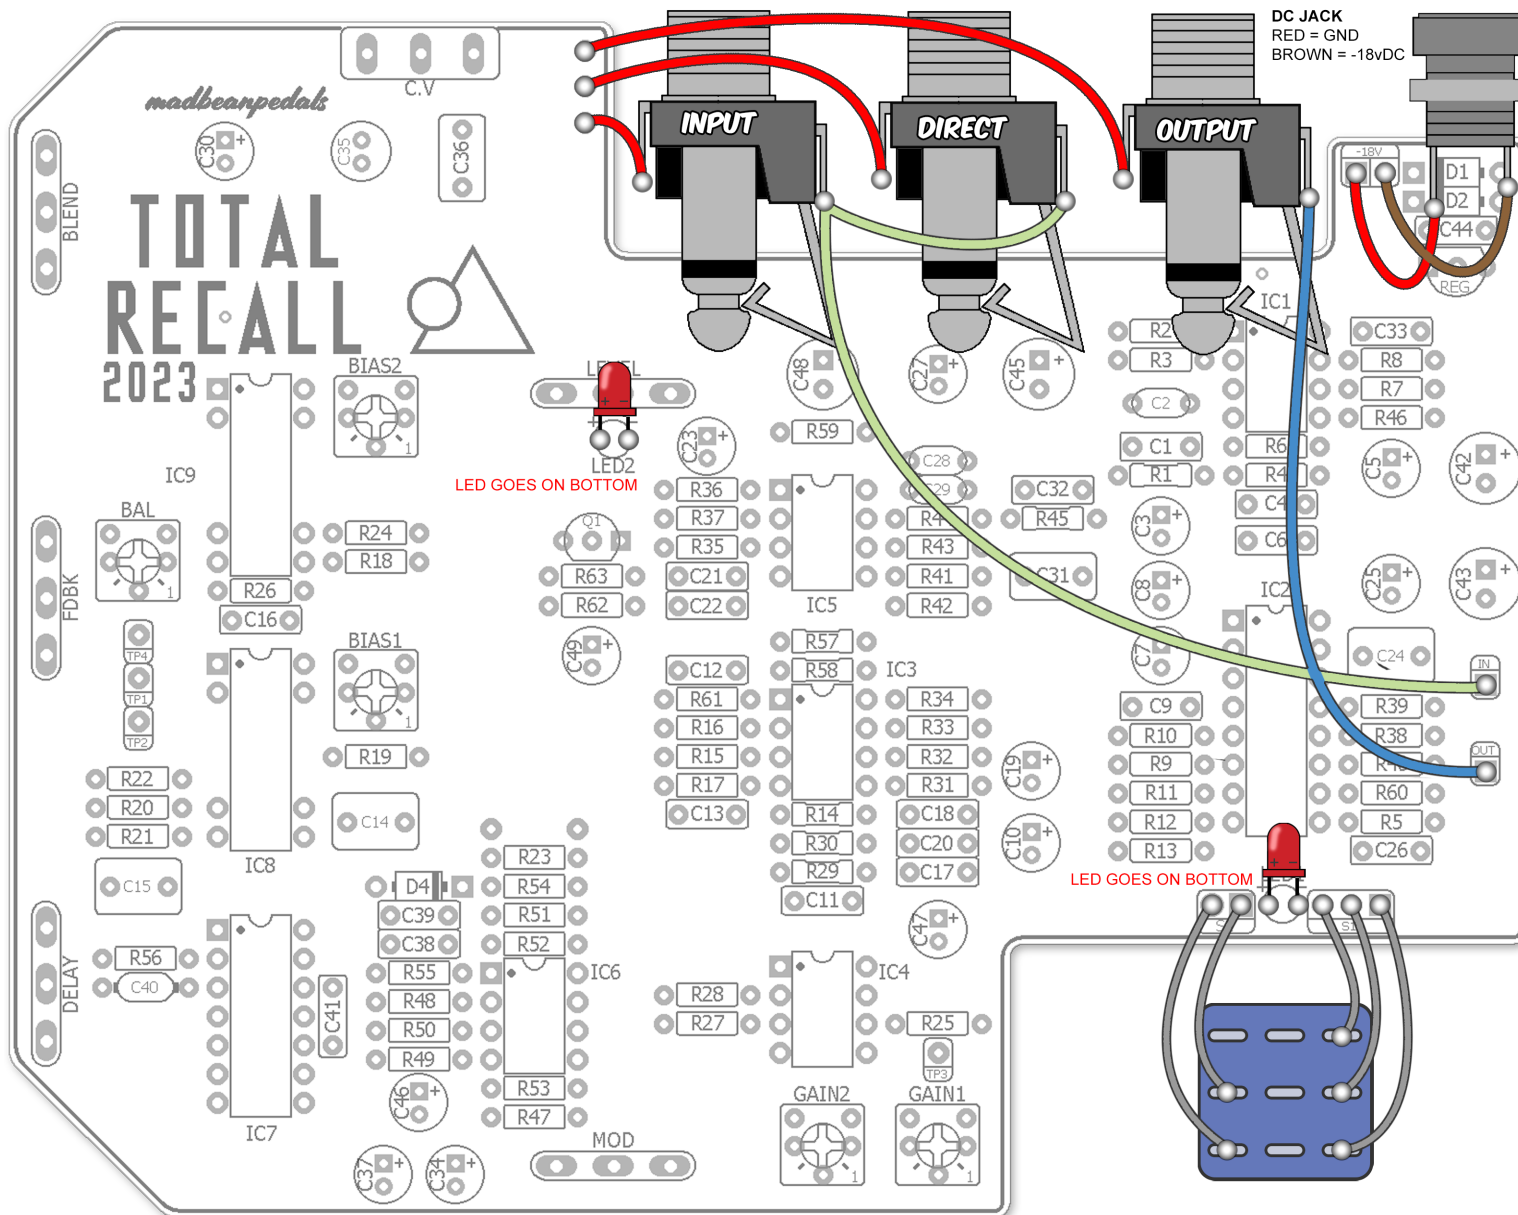 DC JACK
RED = GND
BROWN = -18vDC
C.V
madbeanpedals
INPUT
DIRECT
OUTPUT
-18V
D1
D2
C44
REG
C30
C35
C36
BLEND
TOTAL
RECALL
2023
IC1
R2
R3
C33
R8
R7
R46
C2
C1
R1
R6
R4
C4
C6
C5
C42
BIAS2
IC9
LED2
LED GOES ON BOTTOM
C23
C48
C27
C45
R59
C28
C29
R36
R37
R35
C21
C22
IC5
R43
R41
R42
C32
R45
C31
C3
C8
C7
C25
C43
BAL
R24
R18
R26
C16
FDBK
Q1
R63
R62
C49
IC2
C24
IN
TP4
TP1
TP2
BIAS1
R57
R58
IC3
C12
R61
R16
R15
R17
C13
R34
R33
R32
R31
R14
R30
R29
C11
C18
C20
C17
C19
C10
C9
R10
R9
R11
R12
R13
R39
R38
OUT
R60
R5
C26
R22
R20
R21
R19
C14
C15
IC8
R23
D4
R54
C39
R51
C38
R52
LED GOES ON BOTTOM
S1
C47
R56
C40
DELAY
C41
R55
R48
R50
R49
IC6
R28
R27
IC4
R25
TP3
C46
R53
R47
IC7
C37
C34
MOD
GAIN2
GAIN1